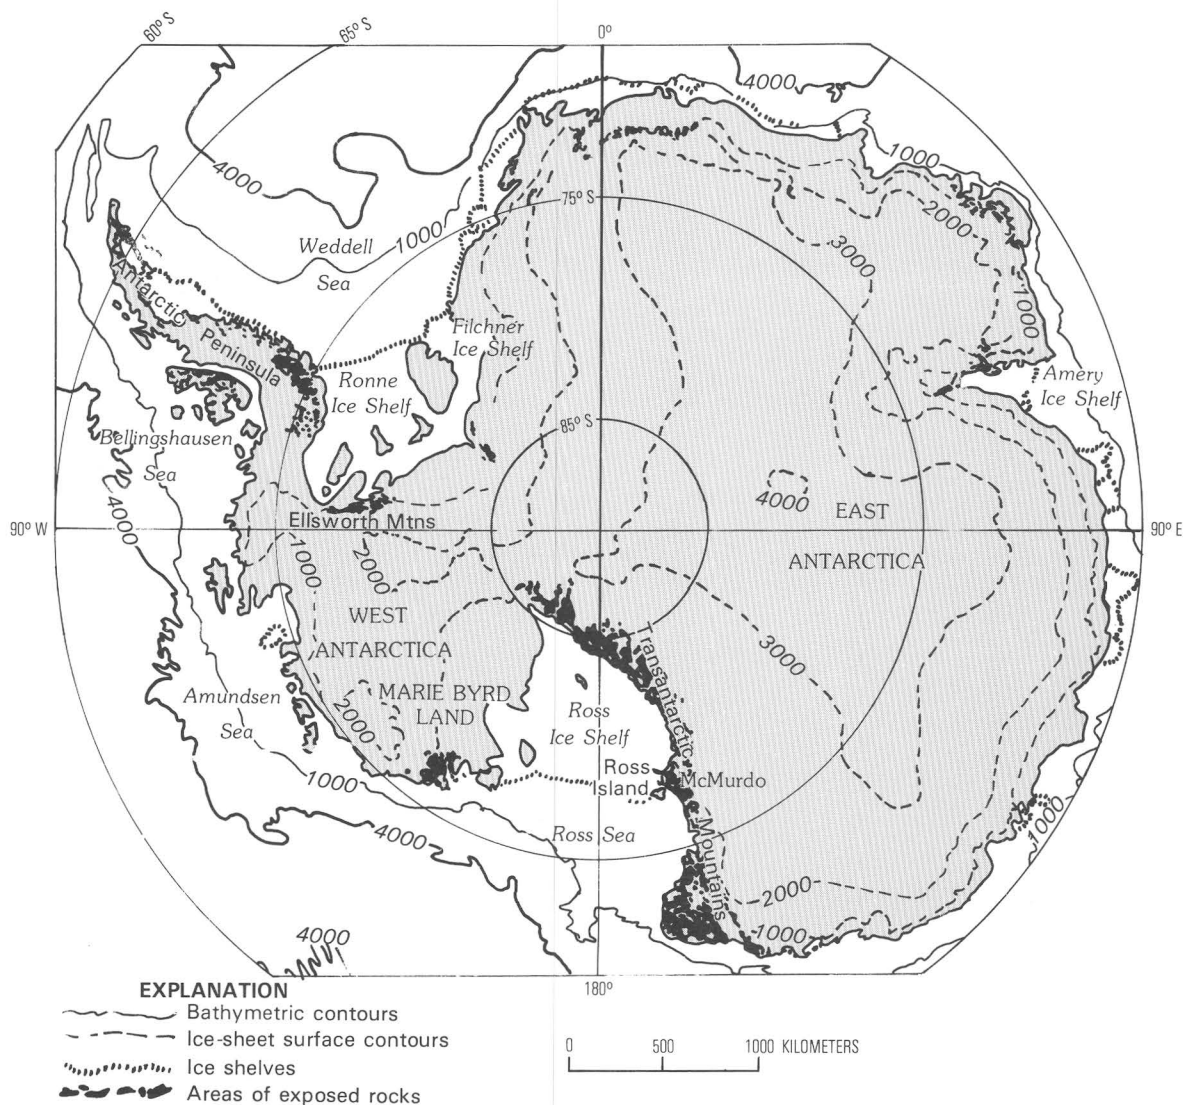 60° S
65° S
0°
4000
1000
4000
75° S
2000
Weddell
Sea
1000
3000
1000
Antarctic
Peninsula
Filchner
Ice Shelf
Ronne
Ice Shelf
Amery
Ice Shelf
85° S
Bellingshausen
Sea
4000
4000
EAST
90° W
Ellsworth Mtns
90° E
ANTARCTICA
1000
2000
WEST
ANTARCTICA
3000
Transantarctic
Mountains
MARIE BYRD
LAND
Amundsen
Sea
2000
Ross
Ice Shelf
Ross
Island
McMurdo
1000
4000
Ross Sea
1000
2000
1000
4000
180°
EXPLANATION
Bathymetric contours
Ice-sheet surface contours
Ice shelves
Areas of exposed rocks
0 500 1000 KILOMETERS